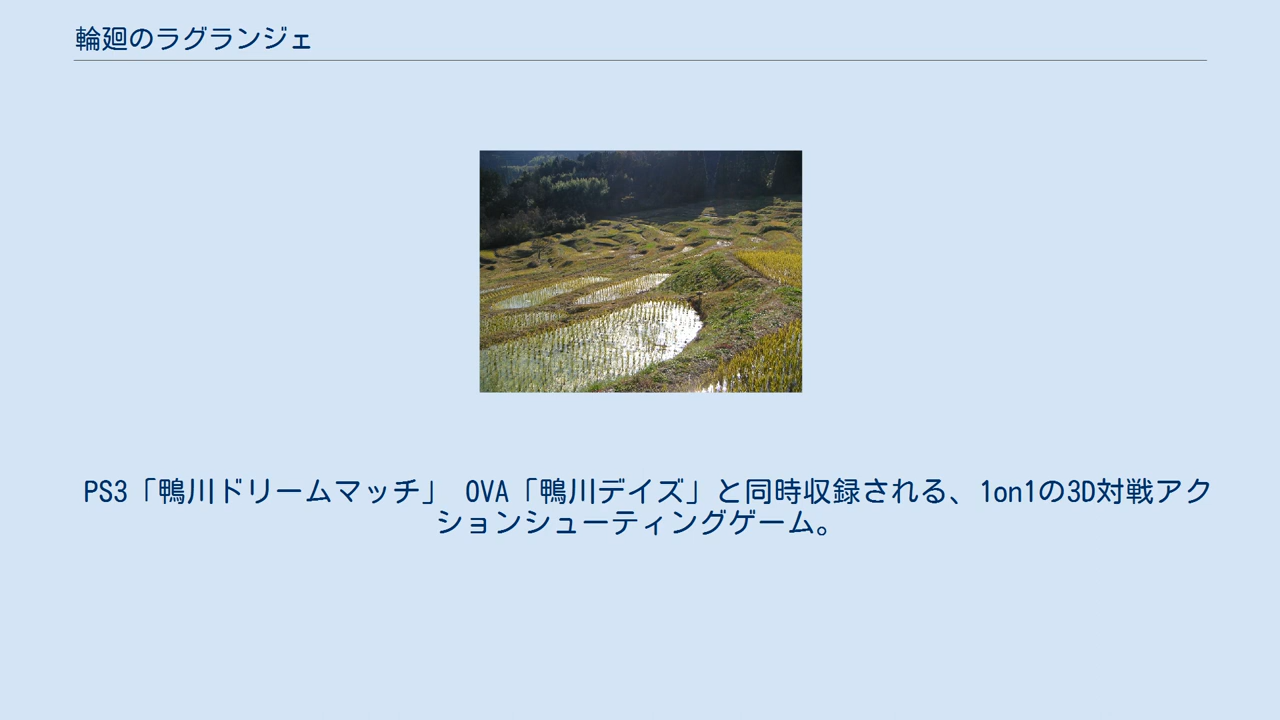 輪廻のラグランジェ
PS3「鴨川ドリームマッチ」 OVA「鴨川デイズ」と同時収録される、1on1の3D対戦アク
ションシューティングゲーム。